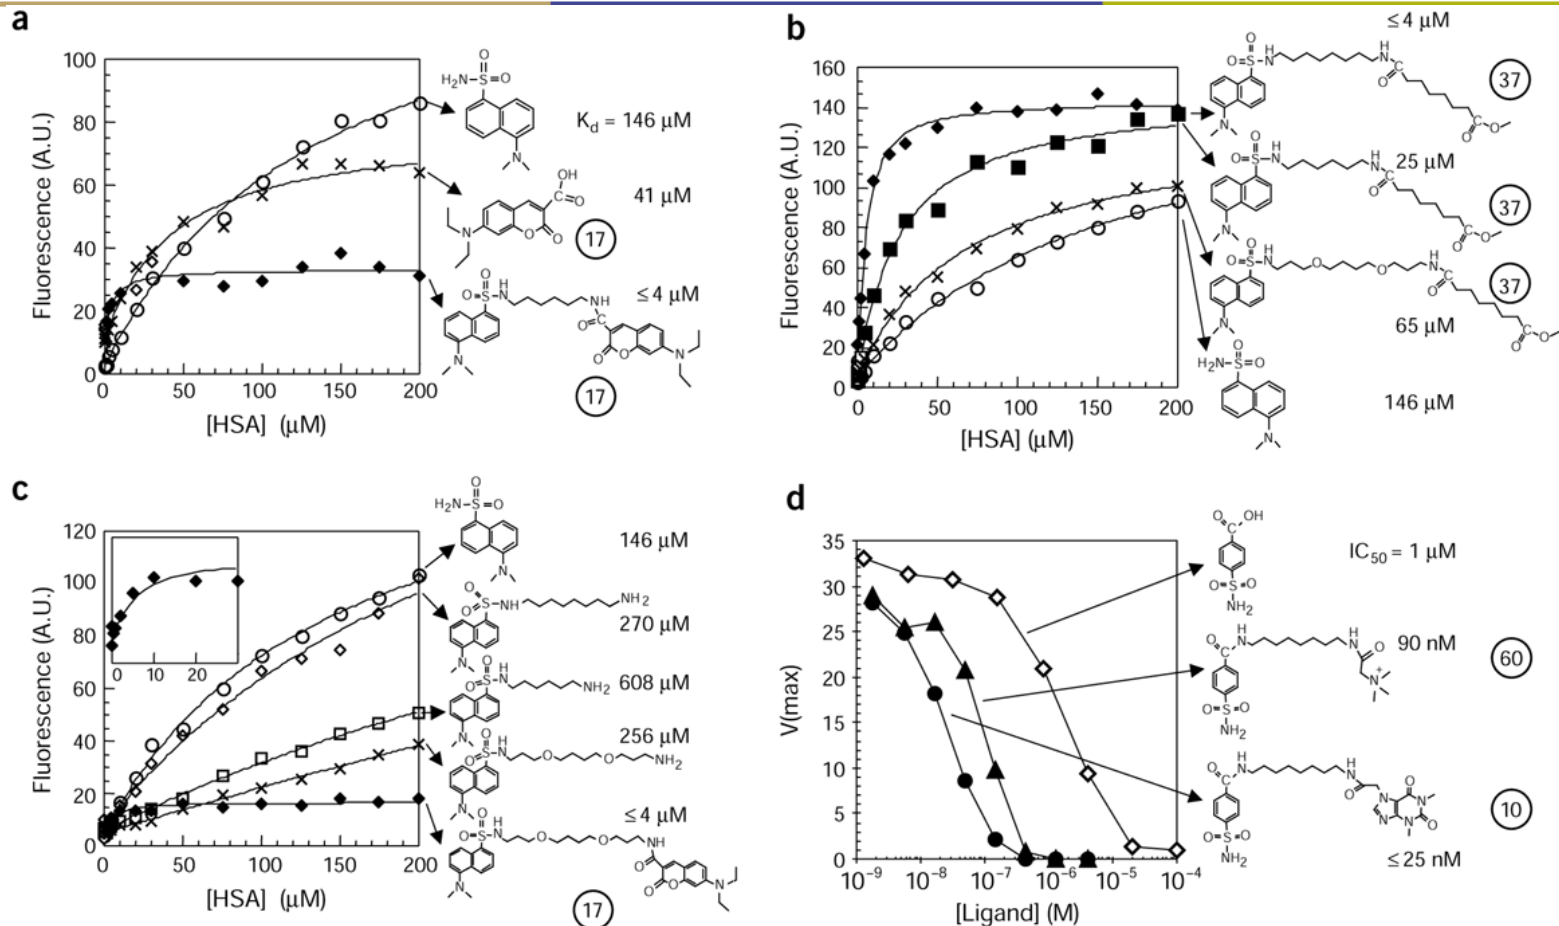 a
100
80
60
40
20
0
Fluorescence (A.U.)
0 50 100 150 200
[HSA] (μM)
Kd = 146 μM
41 μM
17
≤ 4 μM
17
b
160
140
120
100
80
60
40
20
0
Fluorescence (A.U.)
0 50 100 150 200
[HSA] (μM)
≤ 4 μM
37
25 μM
37
37
65 μM
146 μM
c
120
100
80
60
40
20
0
Fluorescence (A.U.)
0 10 20
0 50 100 150 200
[HSA] (μM)
146 μM
270 μM
608 μM
256 μM
≤ 4 μM
17
d
35
30
25
20
15
10
5
0
V(max)
10⁻⁹ 10⁻⁸ 10⁻⁷ 10⁻⁶ 10⁻⁵ 10⁻⁴
[Ligand] (M)
IC₅₀ = 1 μM
90 nM
60
10
≤ 25 nM